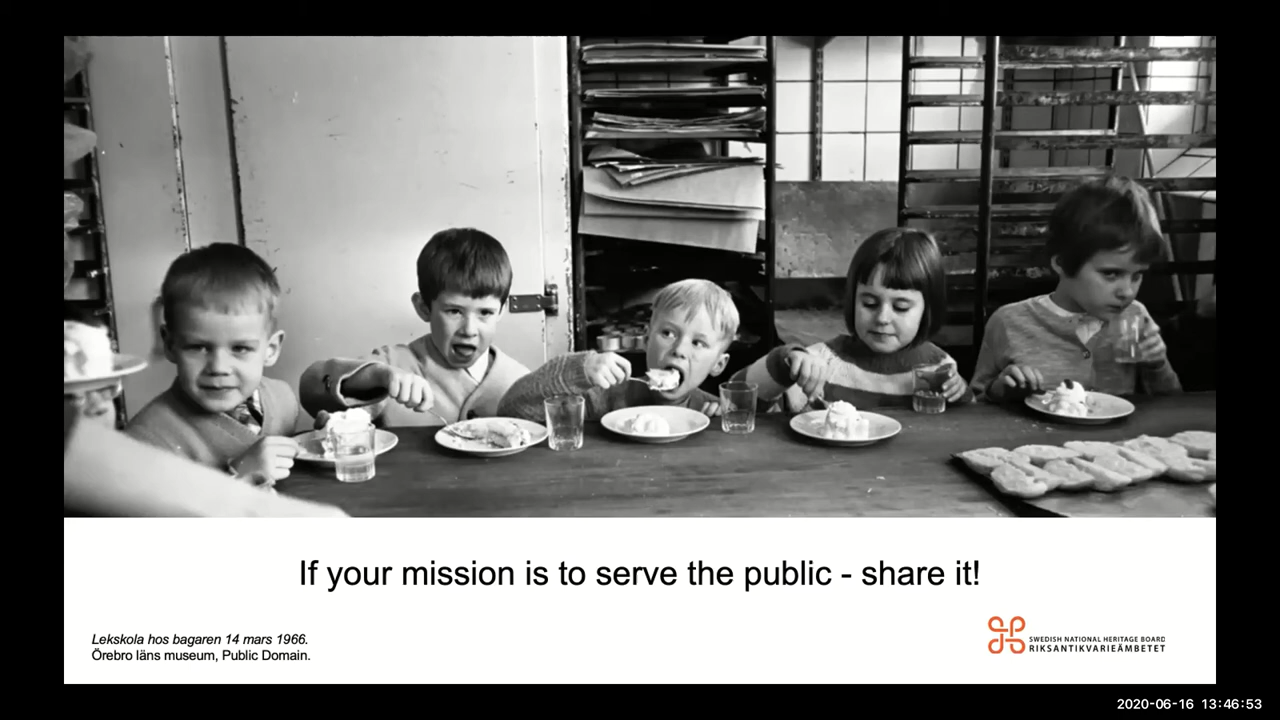 If your mission is to serve the public - share it!
Lekskola hos bagaren 14 mars 1966.
Örebro läns museum, Public Domain.
SWEDISH NATIONAL HERITAGE BOARD
RIKSANTIKVARIEÄMBETET
2020-06-16 13:46:53